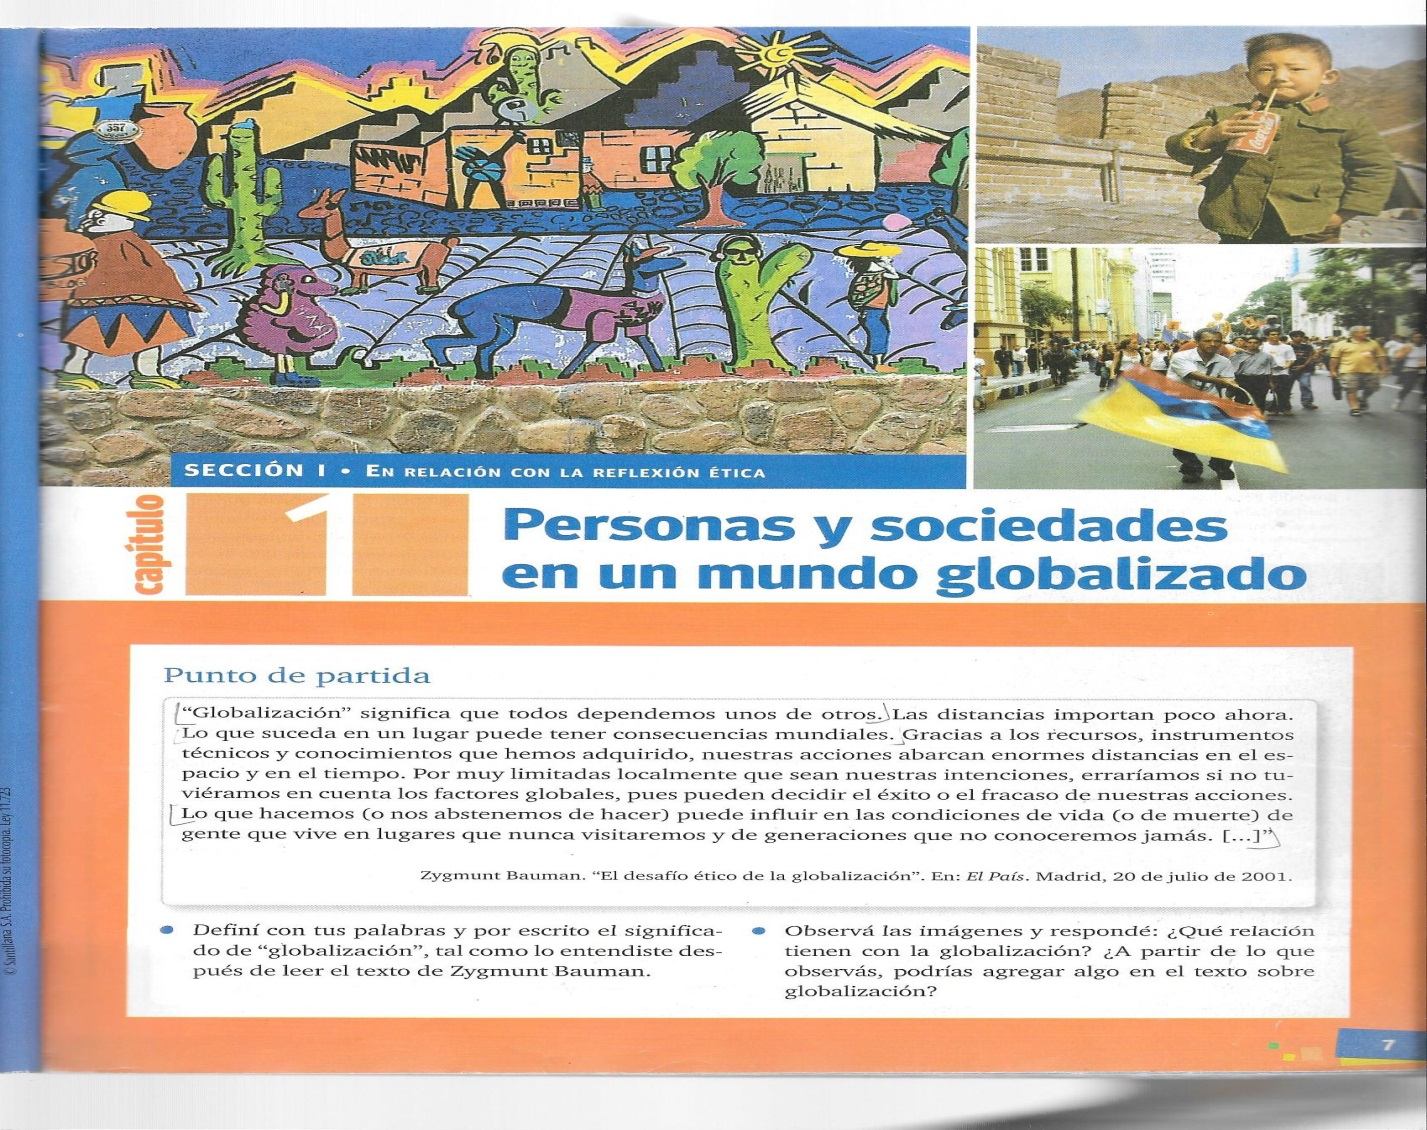 357
Coca-Cola
SECCIÓN I • EN RELACIÓN CON LA REFLEXIÓN ÉTICA
capítulo
1
Personas y sociedades
en un mundo globalizado
Punto de partida
“Globalización” significa que todos dependemos unos de otros. Las distancias importan poco ahora.
Lo que suceda en un lugar puede tener consecuencias mundiales. Gracias a los recursos, instrumentos
técnicos y conocimientos que hemos adquirido, nuestras acciones abarcan enormes distancias en el es-
pacio y en el tiempo. Por muy limitadas localmente que sean nuestras intenciones, erraríamos si no tu-
viéramos en cuenta los factores globales, pues pueden decidir el éxito o el fracaso de nuestras acciones.
Lo que hacemos (o nos abstenemos de hacer) puede influir en las condiciones de vida (o de muerte) de
gente que vive en lugares que nunca visitaremos y de generaciones que no conoceremos jamás. [...]”
Zygmunt Bauman. “El desafío ético de la globalización”. En: El País. Madrid, 20 de julio de 2001.
• Definí con tus palabras y por escrito el significa-
do de “globalización”, tal como lo entendiste des-
pués de leer el texto de Zygmunt Bauman.
• Observá las imágenes y respondé: ¿Qué relación
tienen con la globalización? ¿A partir de lo que
observás, podrías agregar algo en el texto sobre
globalización?
© Santillana S.A. Prohibida su fotocopia. Ley 11.723
7